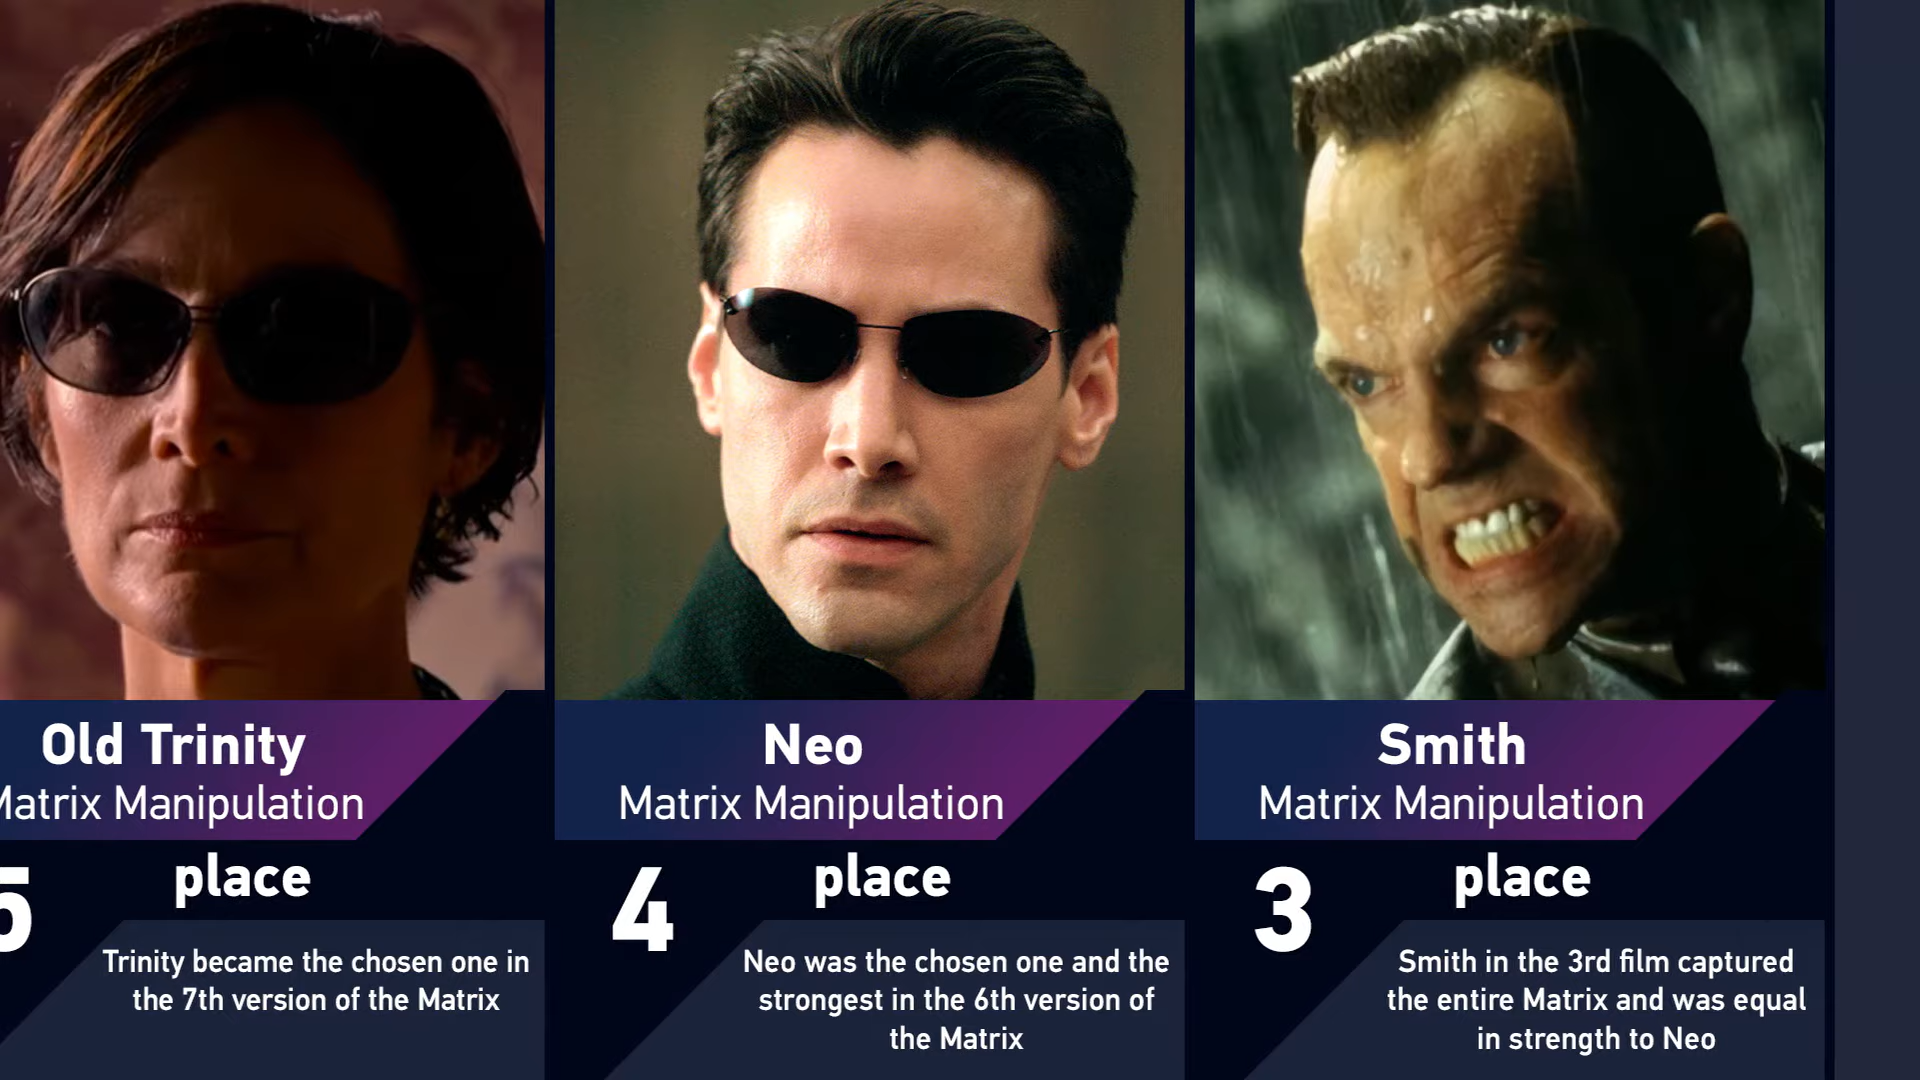 Old Trinity
Matrix Manipulation
5
place
Trinity became the chosen one in
the 7th version of the Matrix
Neo
Matrix Manipulation
4
place
Neo was the chosen one and the
strongest in the 6th version of
the Matrix
Smith
Matrix Manipulation
3
place
Smith in the 3rd film captured
the entire Matrix and was equal
in strength to Neo